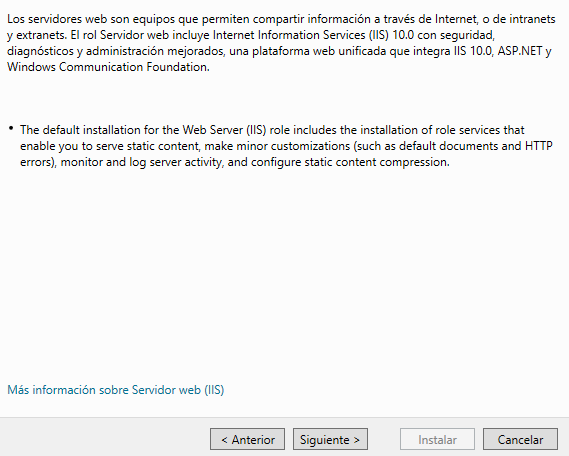 Los servidores web son equipos que permiten compartir información a través de Internet, o de intranets
y extranets. El rol Servidor web incluye Internet Information Services (IIS) 10.0 con seguridad,
diagnósticos y administración mejorados, una plataforma web unificada que integra IIS 10.0, ASP.NET y
Windows Communication Foundation.
• The default installation for the Web Server (IIS) role includes the installation of role services that
enable you to serve static content, make minor customizations (such as default documents and HTTP
errors), monitor and log server activity, and configure static content compression.
Más información sobre Servidor web (IIS)
< Anterior Siguiente > Instalar Cancelar